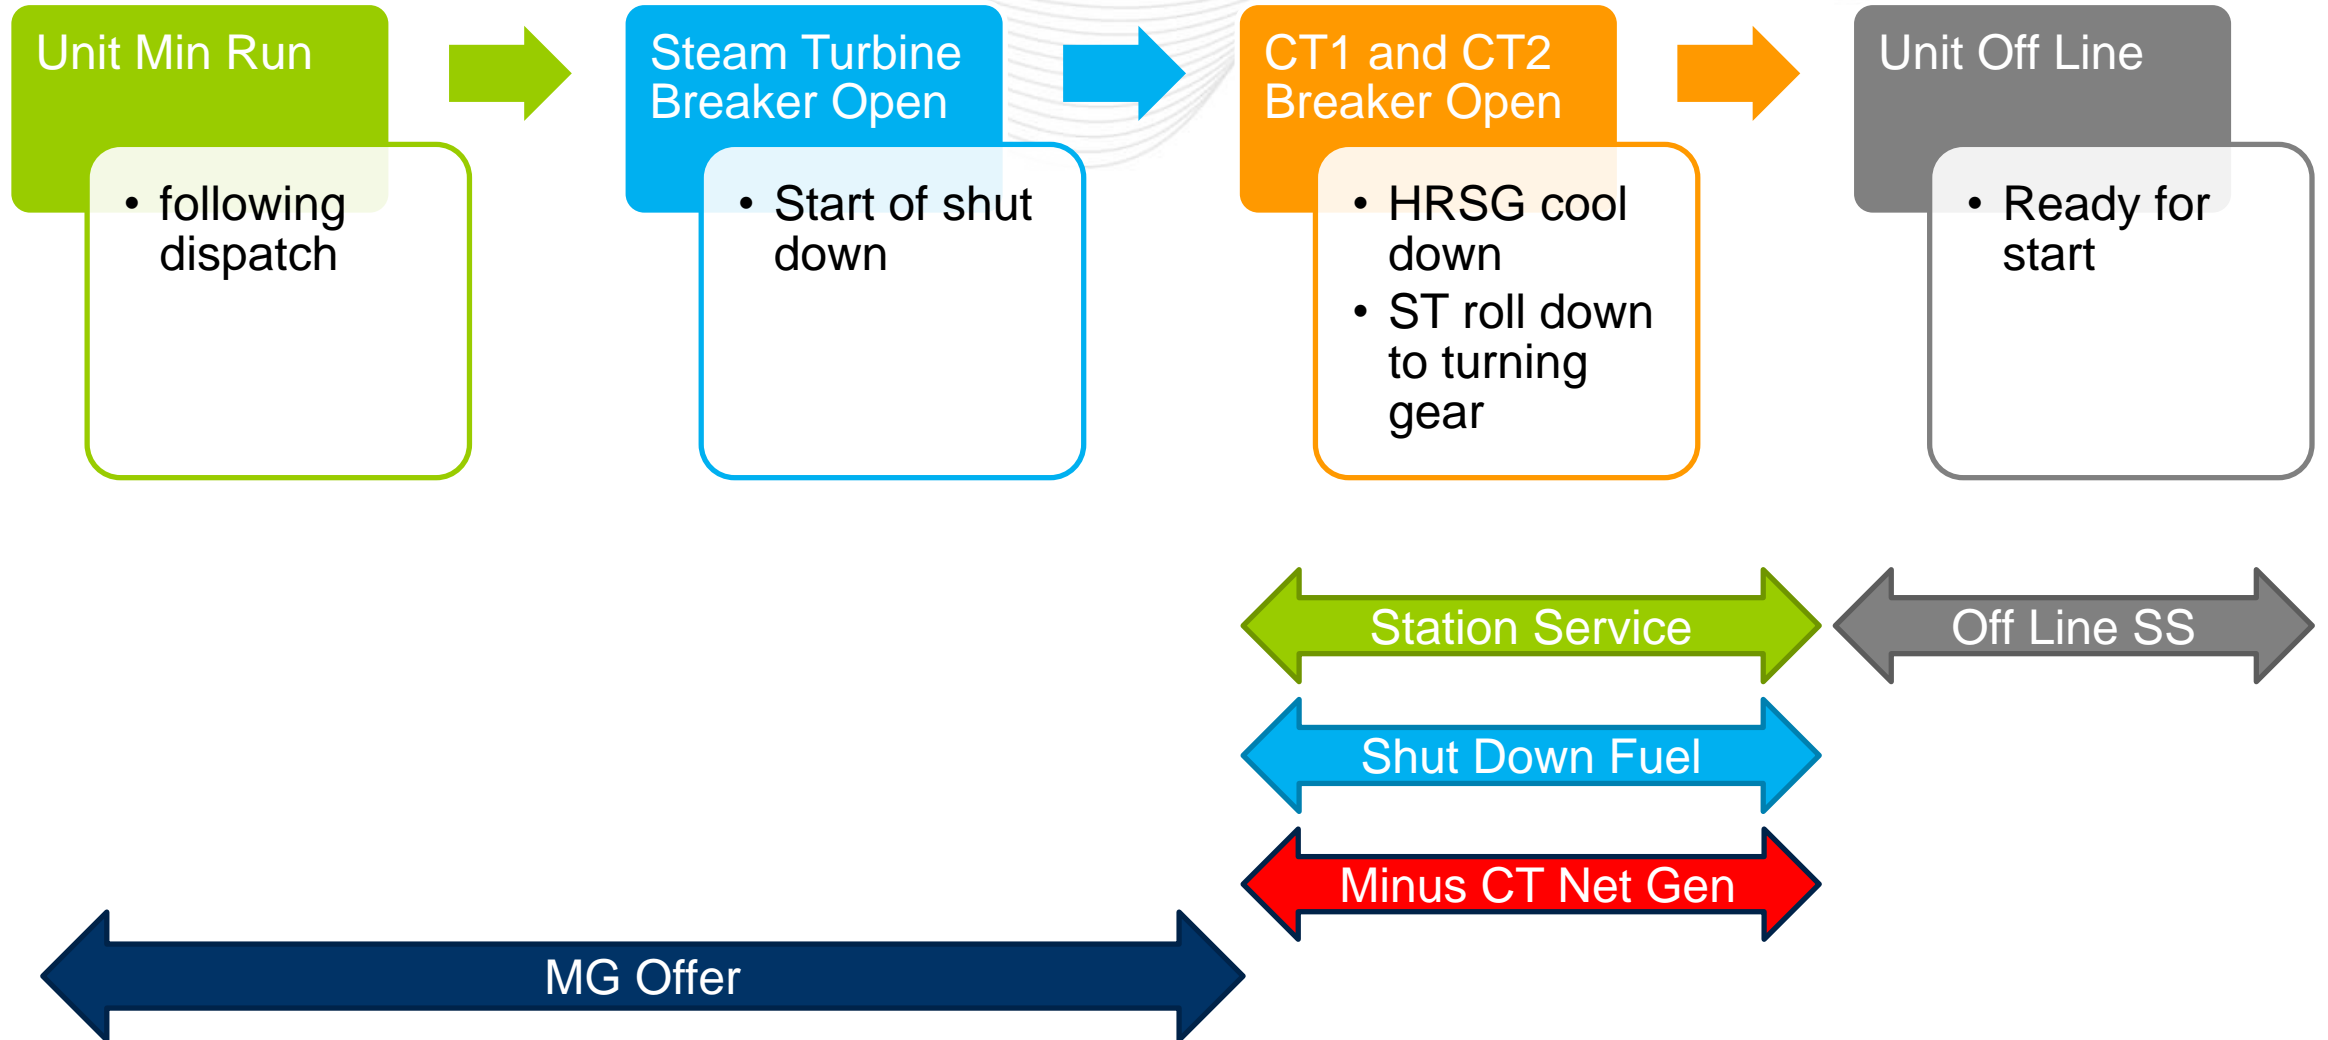 Unit Min Run
• following
dispatch
Steam Turbine
Breaker Open
• Start of shut
down
CT1 and CT2
Breaker Open
• HRSG cool
down
• ST roll down
to turning
gear
Unit Off Line
• Ready for
start
Station Service
Off Line SS
Shut Down Fuel
Minus CT Net Gen
MG Offer